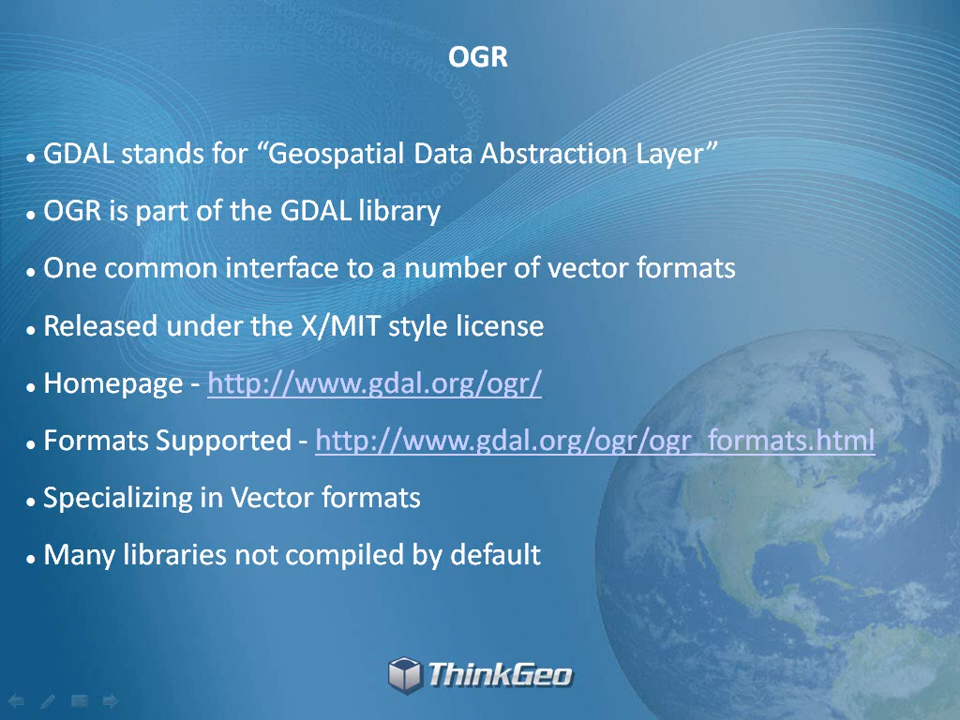 OGR
• GDAL stands for “Geospatial Data Abstraction Layer”
• OGR is part of the GDAL library
• One common interface to a number of vector formats
• Released under the X/MIT style license
• Homepage - http://www.gdal.org/ogr/
• Formats Supported - http://www.gdal.org/ogr/ogr_formats.html
• Specializing in Vector formats
• Many libraries not compiled by default
ThinkGeo